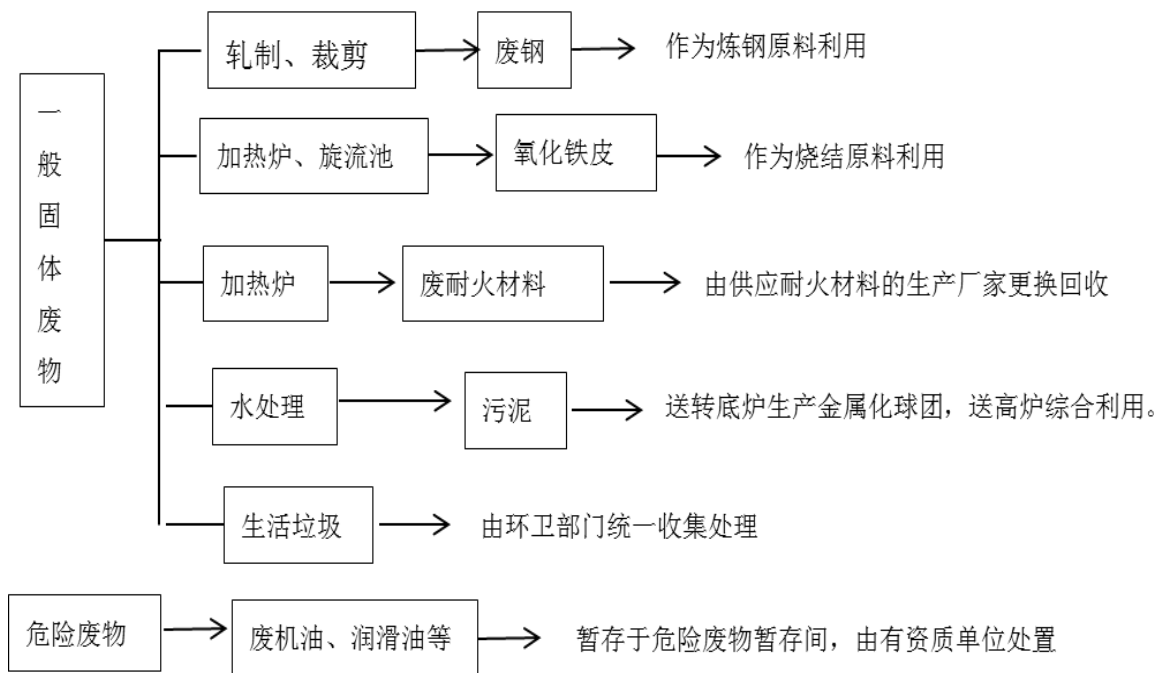 一般固体废物
轧制、裁剪
废钢
作为炼钢原料利用
加热炉、旋流池
氧化铁皮
作为烧结原料利用
加热炉
废耐火材料
由供应耐火材料的生产厂家更换回收
水处理
污泥
送转底炉生产金属化球团，送高炉综合利用。
生活垃圾
由环卫部门统一收集处理
危险废物
废机油、润滑油等
暂存于危险废物暂存间，由有资质单位处置